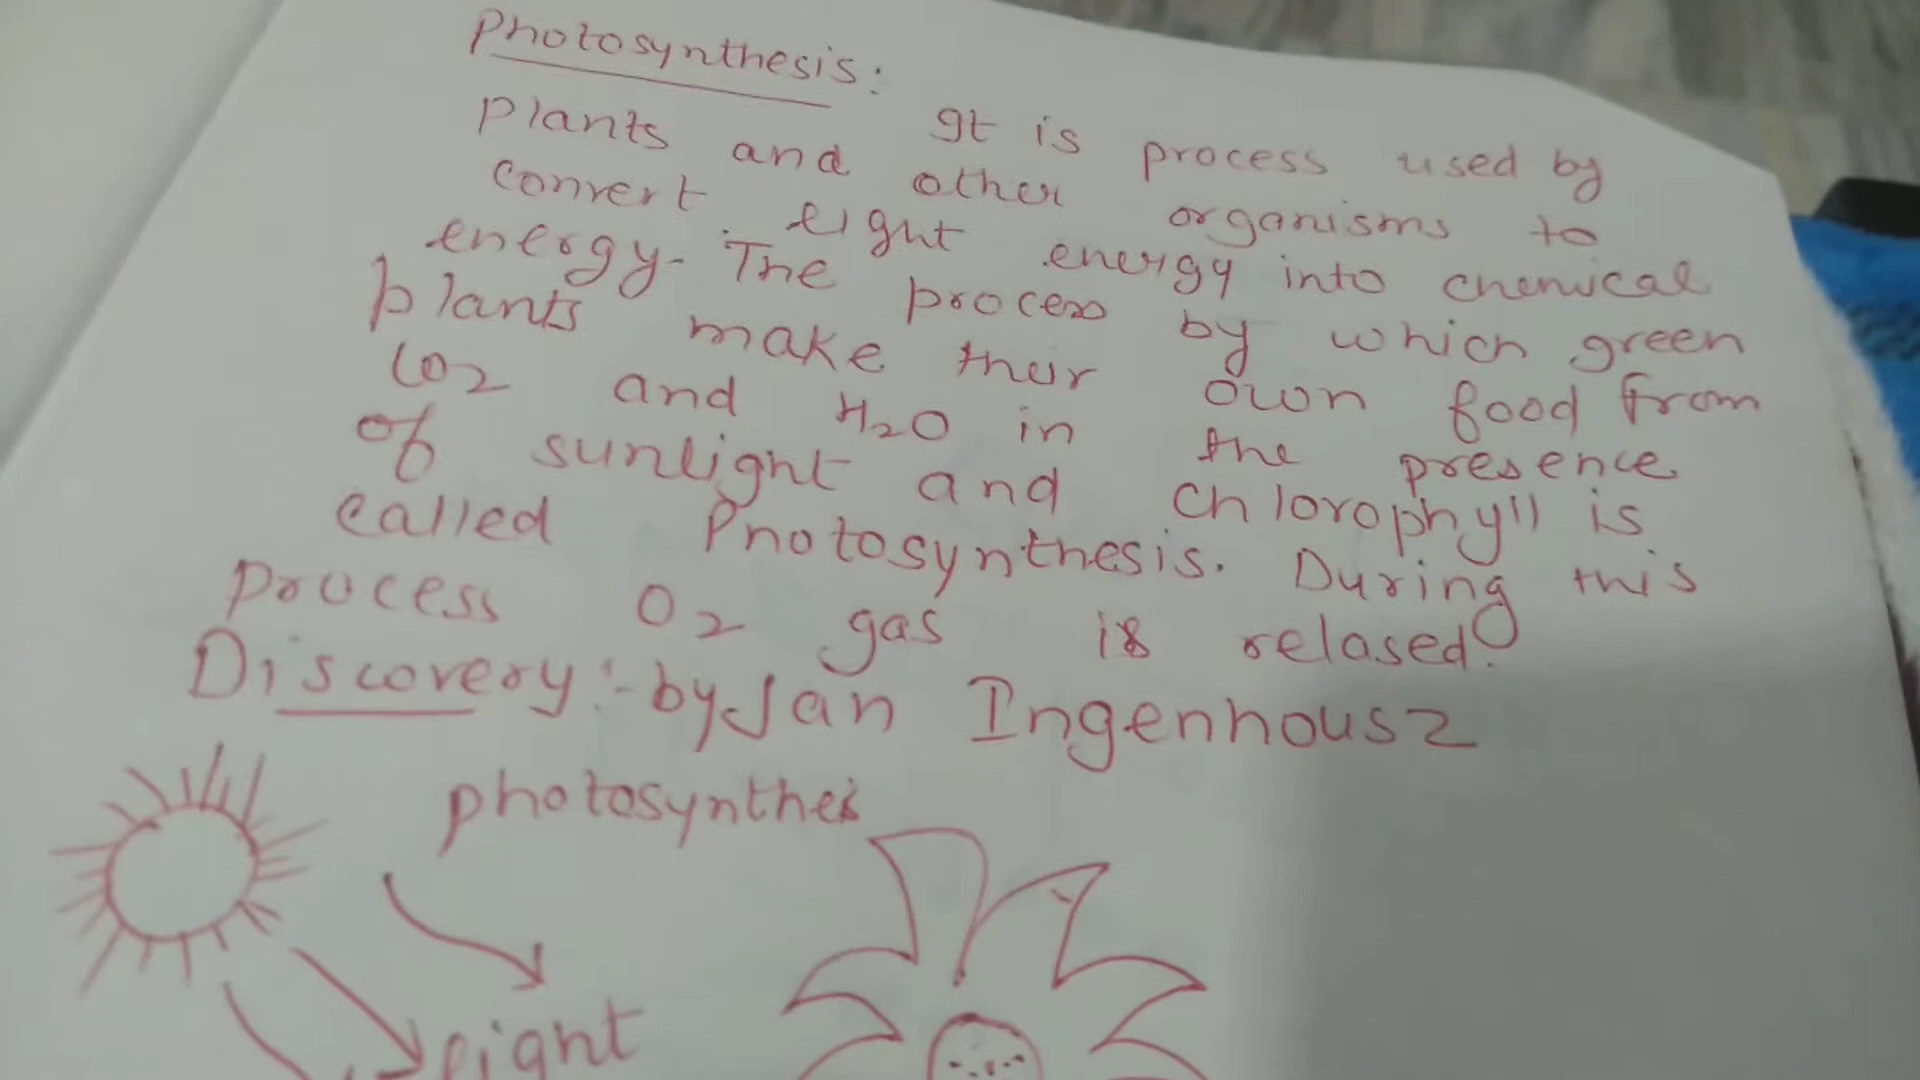 Photosynthesis:
It is process used by
plants and other organisms to
convert light energy into chemical
energy. The process by which green
plants make ther own food from
CO2 and H2O in the presence
of sunlight and chlorophyll is
called Photosynthesis. During this
process O2 gas is relased.
Discovery:- by Jan Ingenhousz
photosyntheis
light